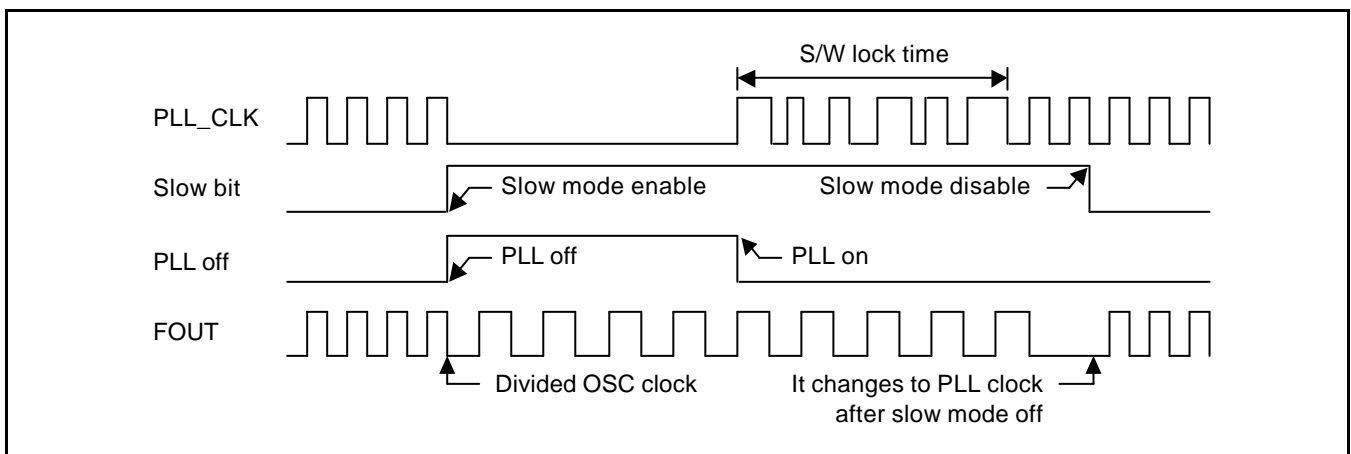 S/W lock time
PLL_CLK
Slow bit
Slow mode enable
Slow mode disable
PLL off
PLL off
PLL on
FOUT
Divided OSC clock
It changes to PLL clock
after slow mode off